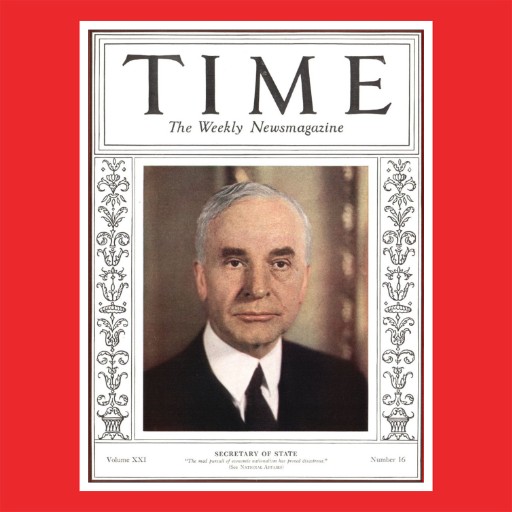 TIME
The Weekly Newsmagazine
SECRETARY OF STATE
Volume XXI
"The mad pursuit of economic nationalism has proved disastrous."
Number 16
(See NATIONAL AFFAIRS)